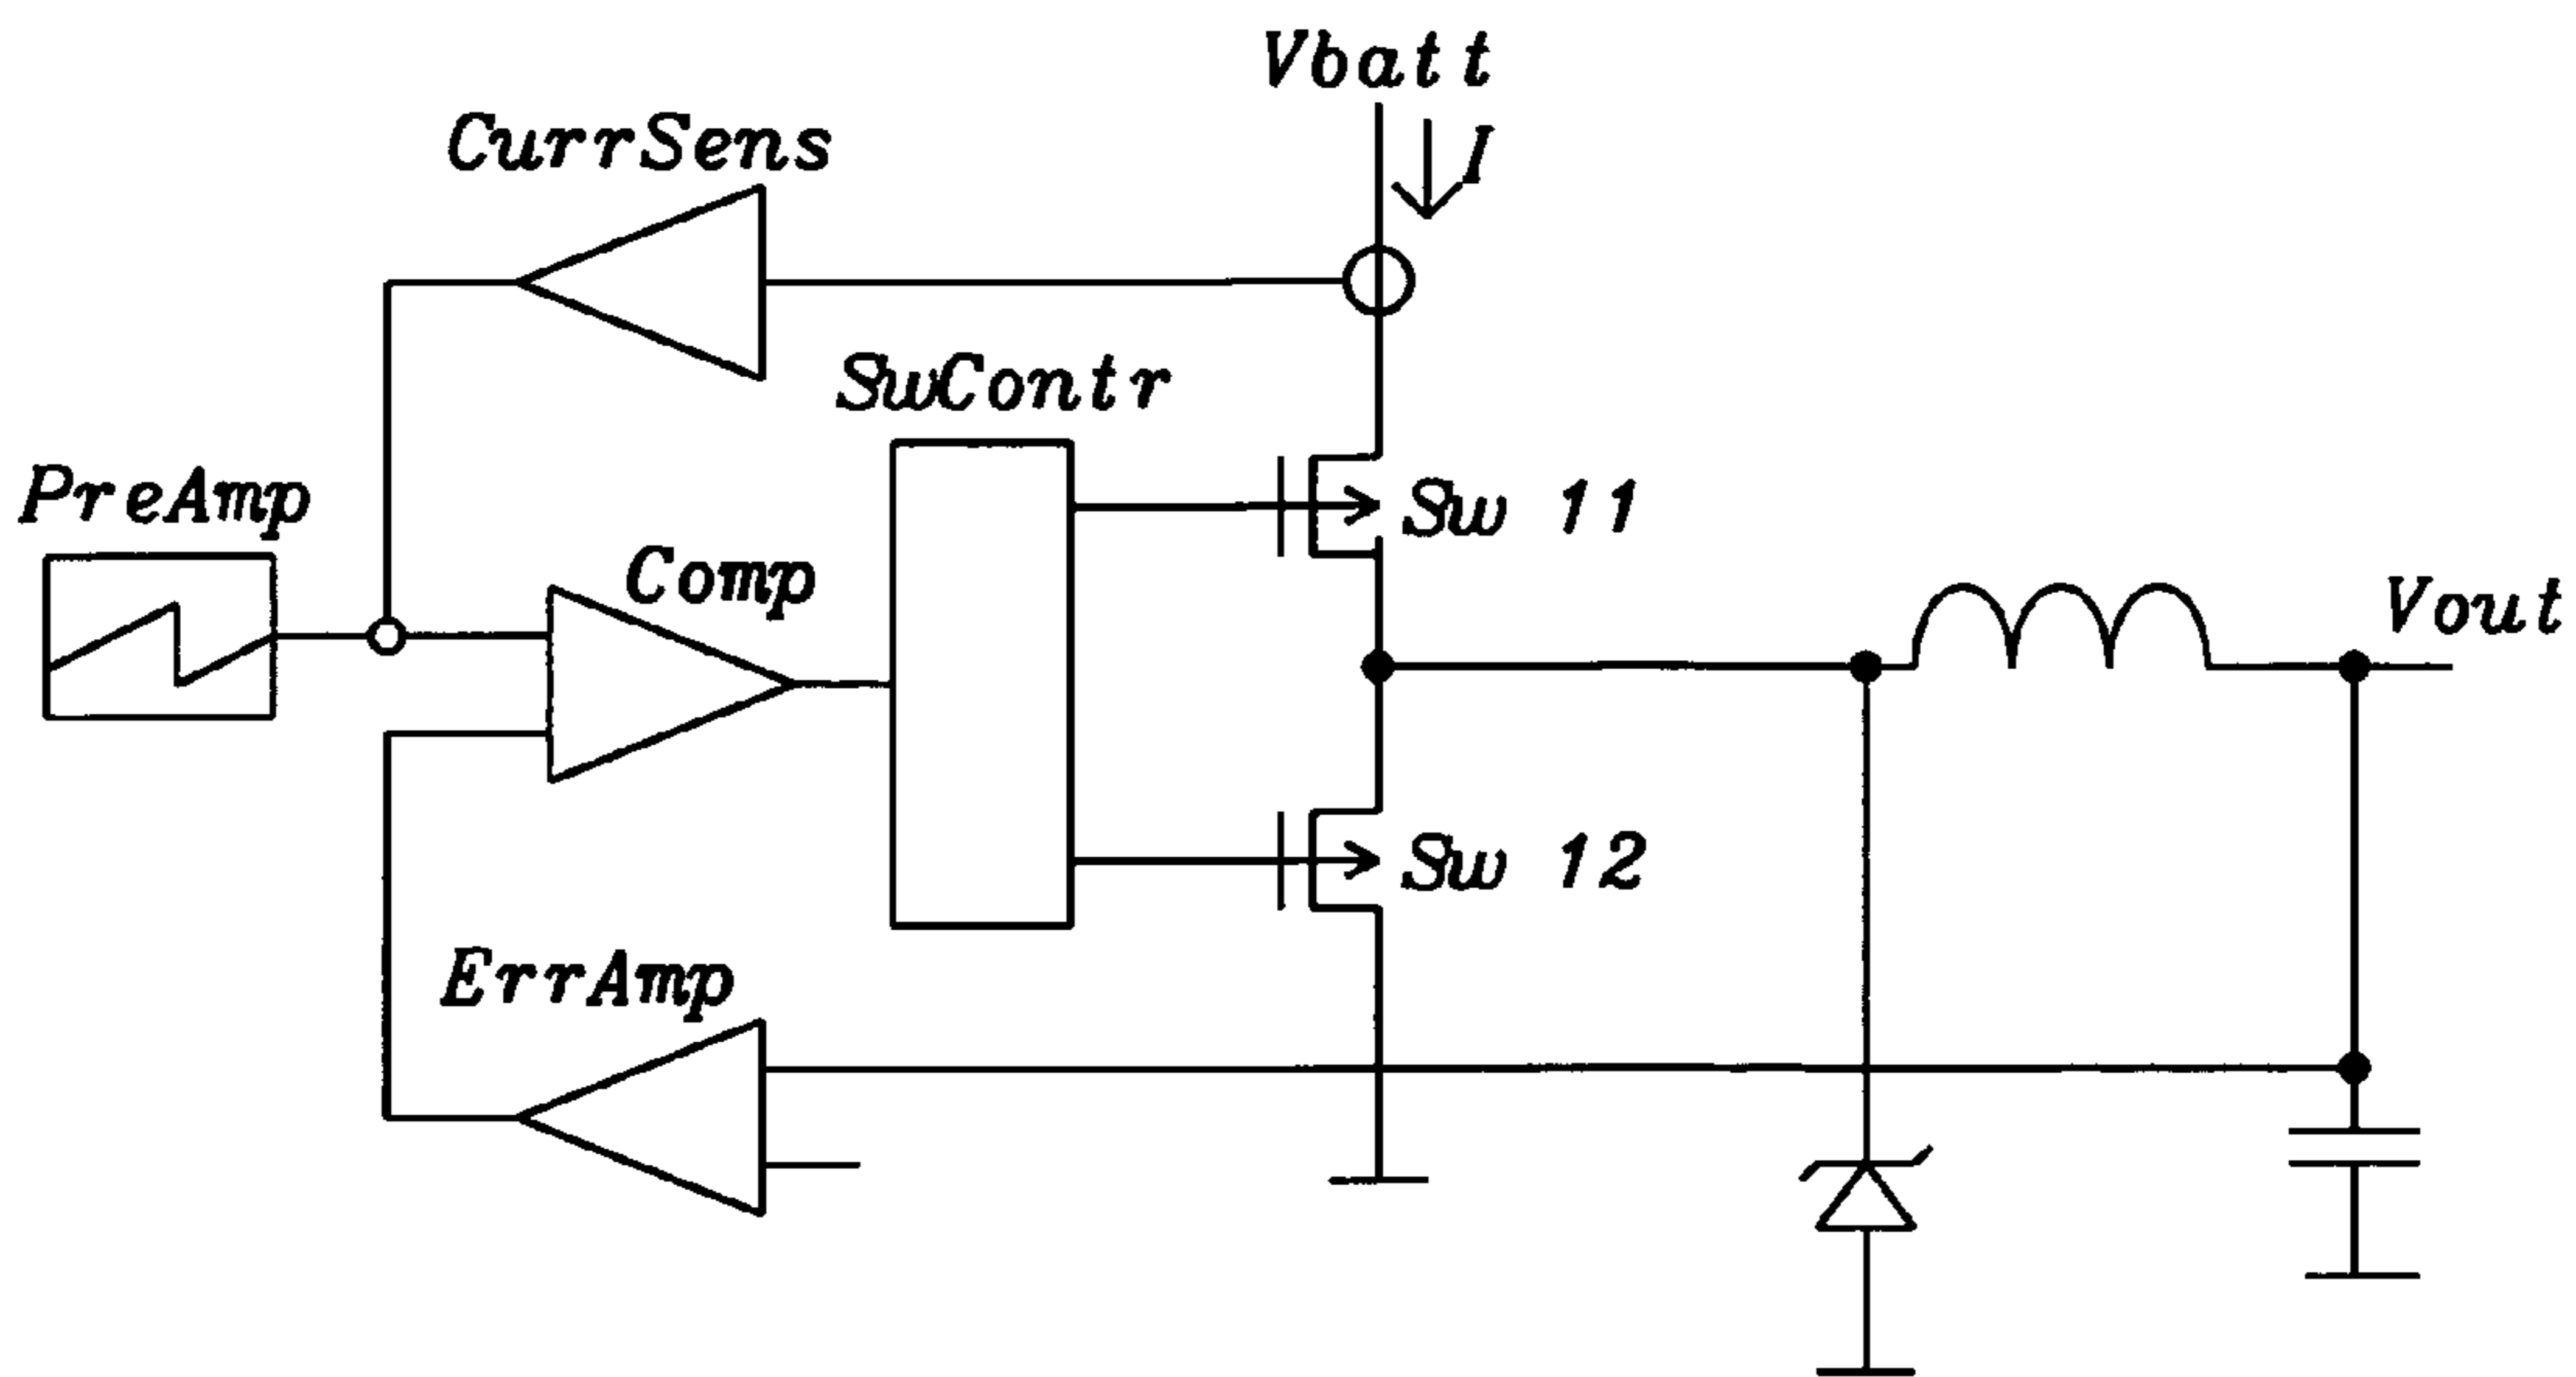 Vbatt
I
CurrSens
SwContr
PreAmp
Sw 11
Comp
Vout
Sw 12
ErrAmp